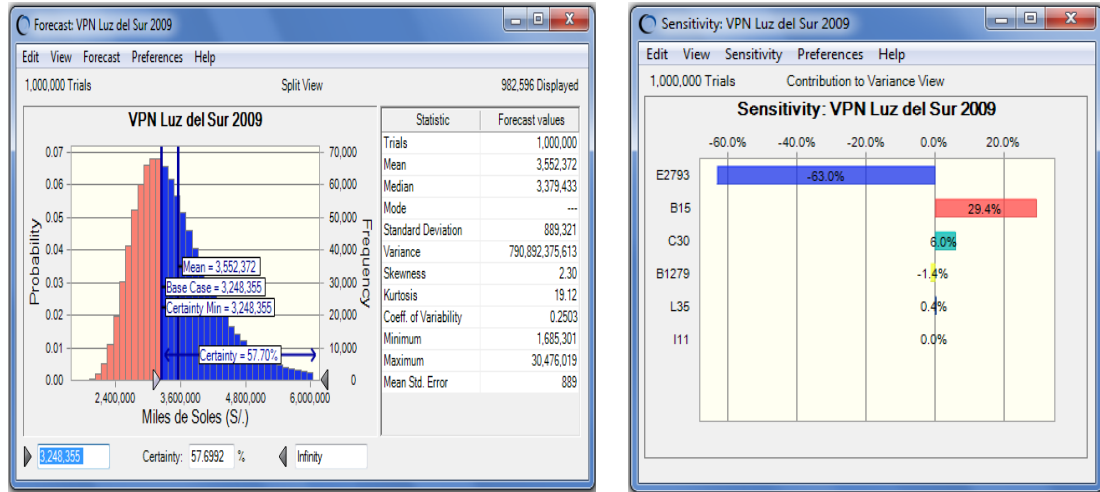 Forecast: VPN Luz del Sur 2009
Edit View Forecast Preferences Help
1,000,000 Trials Split View 982,596 Displayed
VPN Luz del Sur 2009
0.07
0.06
0.05
0.04
0.03
0.02
0.01
0.00
Probability
70,000
60,000
50,000
40,000
30,000
20,000
10,000
0
Frequency
Mean = 3,552,372
Base Case = 3,248,355
Certainty Min = 3,248,355
Certainty = 57.70%
2,400,000 3,600,000 4,800,000 6,000,000
Miles de Soles (S/.)
Statistic Forecast values
Trials 1,000,000
Mean 3,552,372
Median 3,379,433
Mode ---
Standard Deviation 889,321
Variance 790,892,375,613
Skewness 2.30
Kurtosis 19.12
Coeff. of Variability 0.2503
Minimum 1,685,301
Maximum 30,476,019
Mean Std. Error 889
3,248,355 Certainty: 57.6992 % Infinity
Sensitivity: VPN Luz del Sur 2009
Edit View Sensitivity Preferences Help
1,000,000 Trials Contribution to Variance View
Sensitivity: VPN Luz del Sur 2009
-60.0% -40.0% -20.0% 0.0% 20.0%
E2793 -63.0%
B15 29.4%
C30 6.0%
B1279 -1.4%
L35 0.4%
I11 0.0%